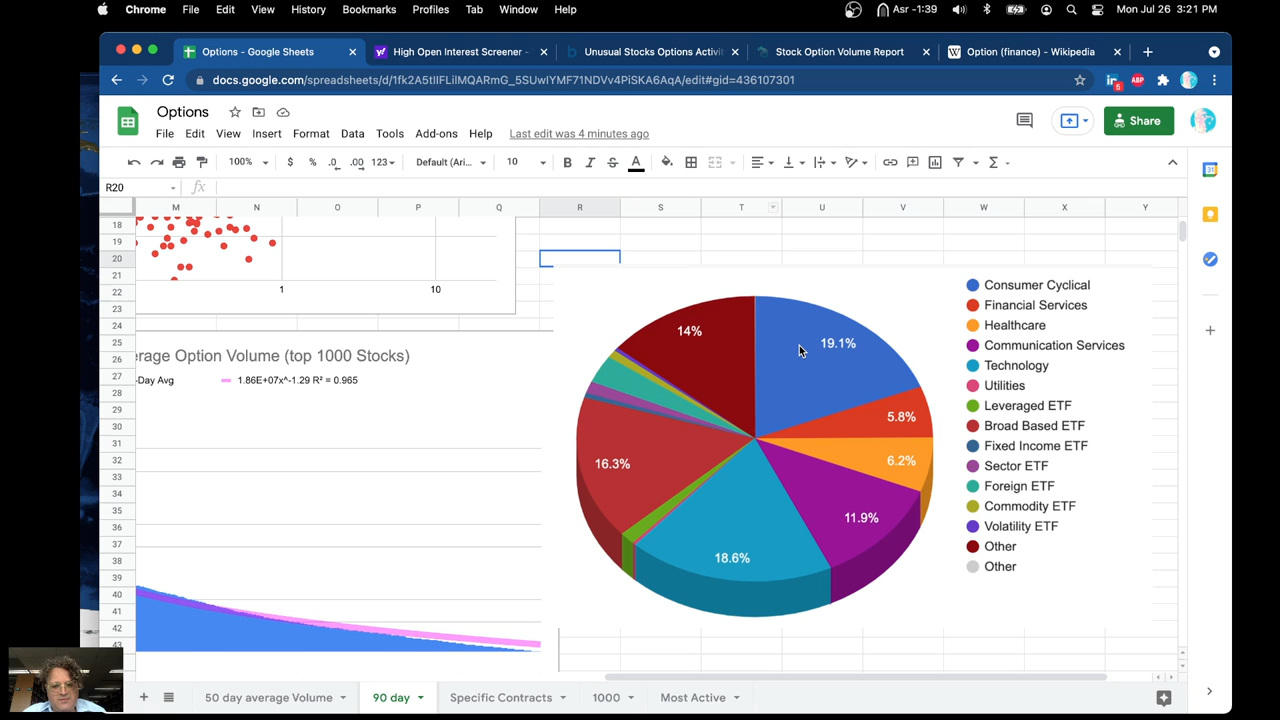 Chrome File Edit View History Bookmarks Profiles Tab Window Help Asr -1:39 Mon Jul 26 3:21 PM
Options - Google Sheets High Open Interest Screener - Unusual Stocks Options Activit Stock Option Volume Report Option (finance) - Wikipedia
docs.google.com/spreadsheets/d/1fk2A5tIIFLilMQARmG_5SUwIYMF71NDVv4PiSKA6AqA/edit#gid=436107301 5 ABP
Options
File Edit View Insert Format Data Tools Add-ons Help Last edit was 4 minutes ago
Share
100% $ % .0 .00 123 Default (Ari... 10 B I S A Σ
R20 fx
M N O P Q R S T U V W X Y
18
19
20
21
22
23
24
25
26
27
28
29
30
31
32
33
34
35
36
37
38
39
40
41
42
43
1 10
erage Option Volume (top 1000 Stocks)
-Day Avg 1.86E+07x^-1.29 R² = 0.965
14%
19.1%
5.8%
6.2%
11.9%
18.6%
16.3%
Consumer Cyclical
Financial Services
Healthcare
Communication Services
Technology
Utilities
Leveraged ETF
Broad Based ETF
Fixed Income ETF
Sector ETF
Foreign ETF
Commodity ETF
Volatility ETF
Other
Other
50 day average Volume 90 day Specific Contracts 1000 Most Active